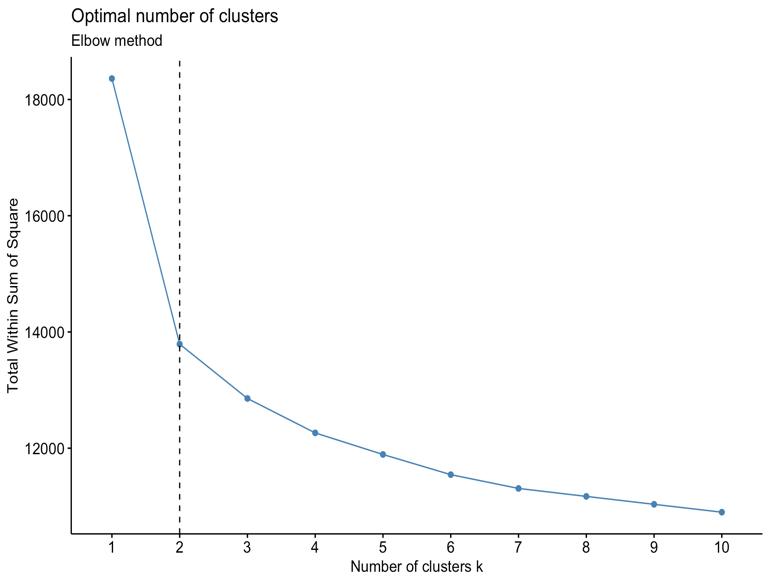 Optimal number of clusters
Elbow method
18000
16000
14000
12000
Total Within Sum of Square
1 2 3 4 5 6 7 8 9 10
Number of clusters k